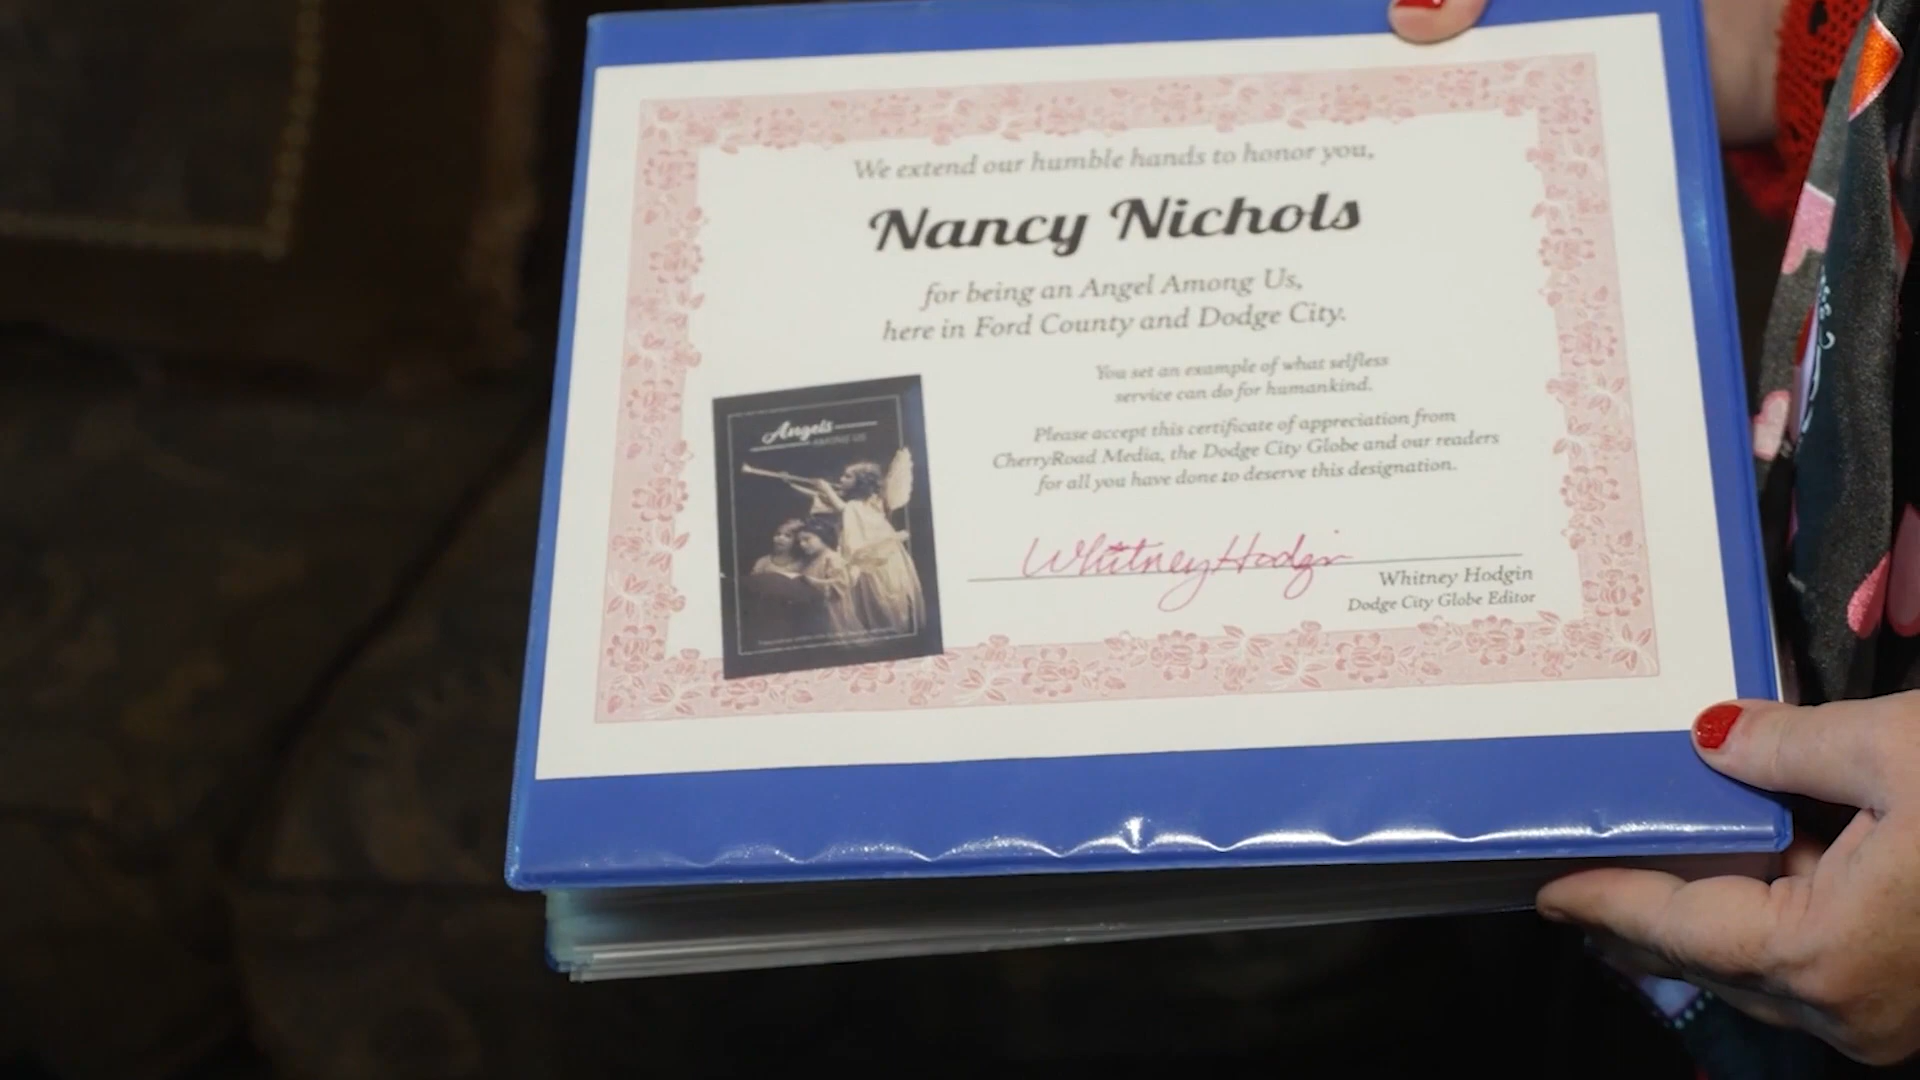 We extend our humble hands to honor you,
Nancy Nichols
for being an Angel Among Us,
here in Ford County and Dodge City.
You set an example of what selfless
service can do for humankind.
Please accept this certificate of appreciation from
CherryRoad Media, the Dodge City Globe and our readers
for all you have done to deserve this designation.
Angels
AMONG US
Whitney Hodgin
Whitney Hodgin
Dodge City Globe Editor